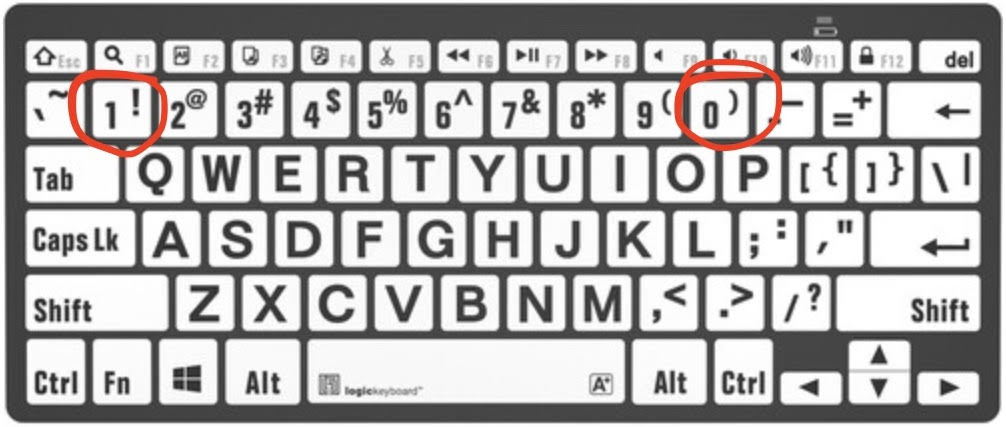 Esc F1 F2 F3 F4 F5 F6 F7 F8 F9 F10 F11 F12 del
` ~ 1 ! 2 @ 3 # 4 $ 5 % 6 ^ 7 & 8 * 9 ( 0 ) - = +
Tab Q W E R T Y U I O P [ { ] } \ |
Caps Lk A S D F G H J K L ; : , "
Shift Z X C V B N M , < . > / ? Shift
Ctrl Fn Alt logickeyboard™ A+ Alt Ctrl